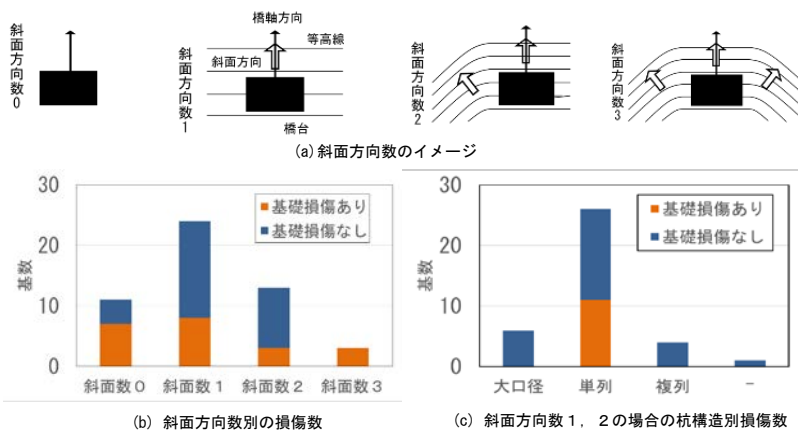 斜面方向数0
斜面方向数1
橋軸方向
等高線
斜面方向
橋台
斜面方向数2
斜面方向数3
(a)斜面方向数のイメージ
30
20
10
0
基数
基礎損傷あり
基礎損傷なし
斜面数0 斜面数1 斜面数2 斜面数3
(b) 斜面方向数別の損傷数
30
20
10
0
基数
基礎損傷あり
基礎損傷なし
大口径 単列 複列 -
(c) 斜面方向数1，2の場合の杭構造別損傷数